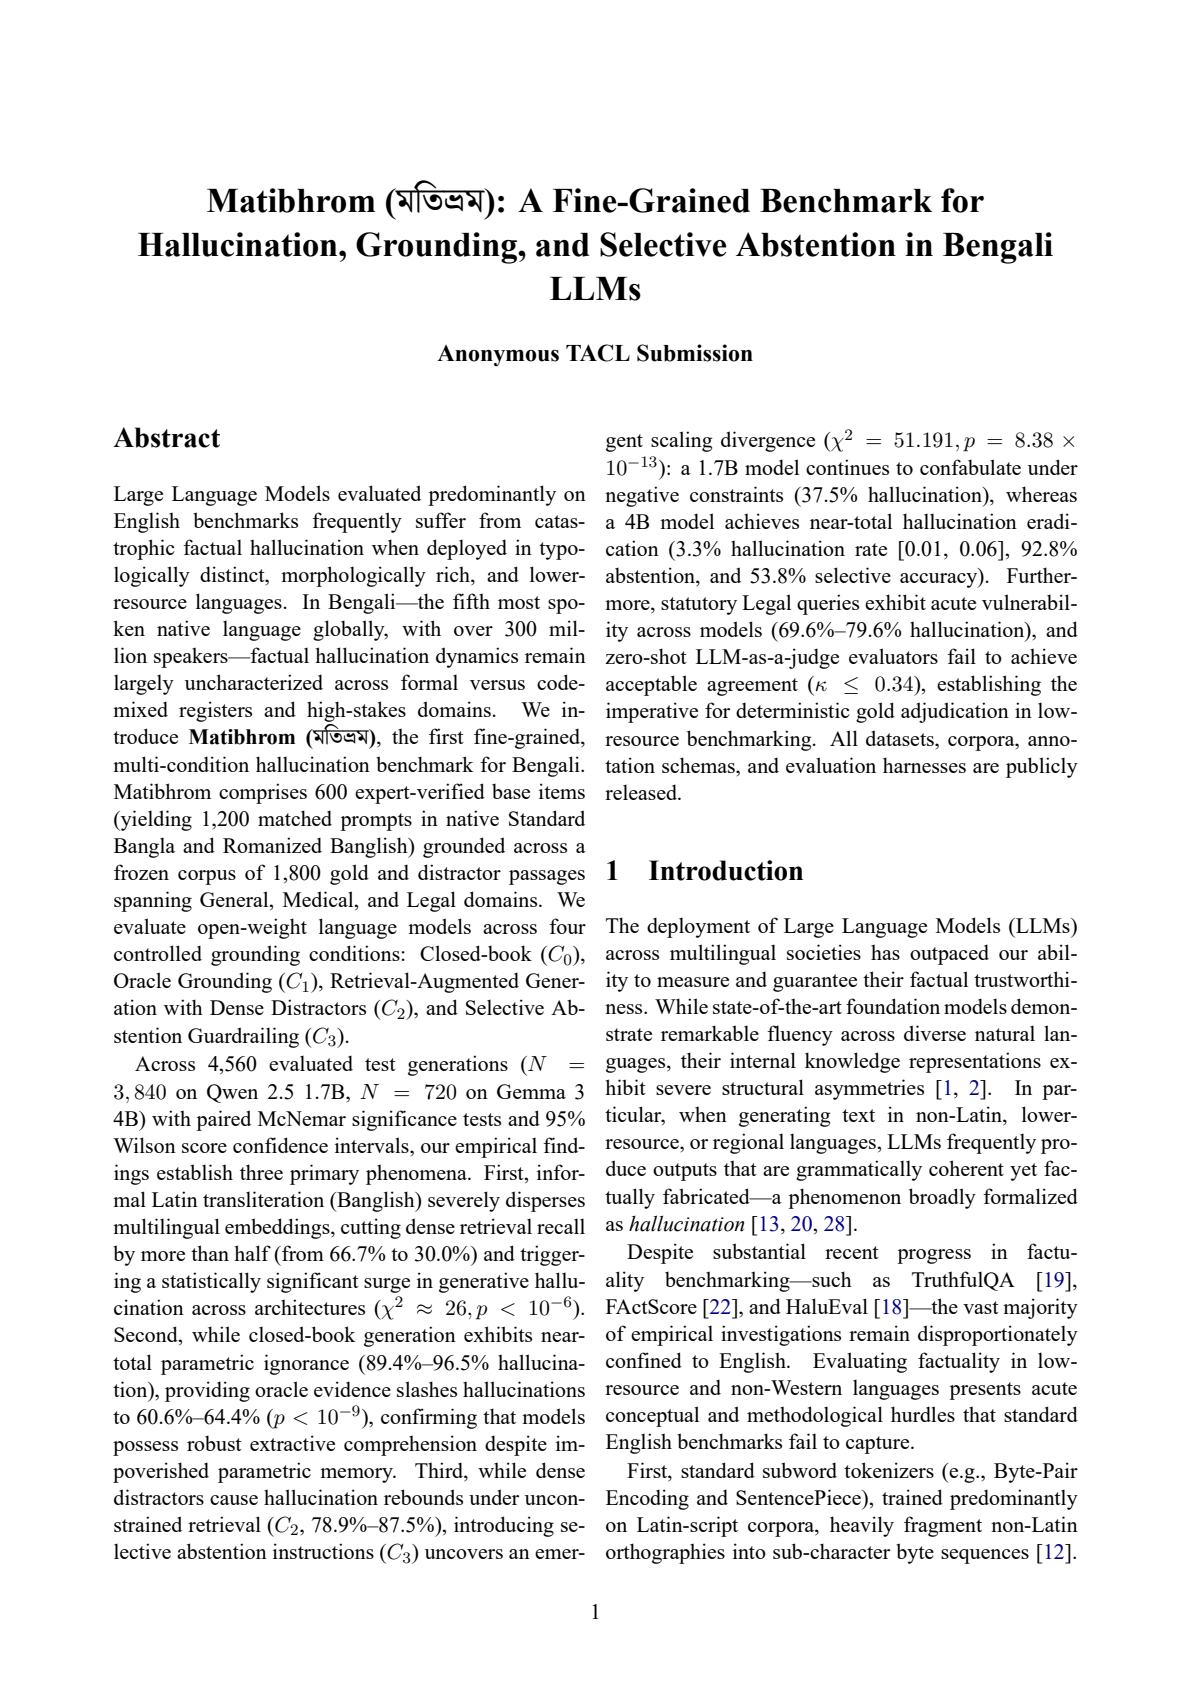 Matibhrom (মতিভ্রম): A Fine-Grained Benchmark for
Hallucination, Grounding, and Selective Abstention in Bengali
LLMs
Anonymous TACL Submission
Abstract
Large Language Models evaluated predominantly on
English benchmarks frequently suffer from catas-
trophic factual hallucination when deployed in typo-
logically distinct, morphologically rich, and lower-
resource languages. In Bengali—the fifth most spo-
ken native language globally, with over 300 mil-
lion speakers—factual hallucination dynamics remain
largely uncharacterized across formal versus code-
mixed registers and high-stakes domains. We in-
troduce Matibhrom (মতিভ্রম), the first fine-grained,
multi-condition hallucination benchmark for Bengali.
Matibhrom comprises 600 expert-verified base items
(yielding 1,200 matched prompts in native Standard
Bangla and Romanized Banglish) grounded across a
frozen corpus of 1,800 gold and distractor passages
spanning General, Medical, and Legal domains. We
evaluate open-weight language models across four
controlled grounding conditions: Closed-book (C₀),
Oracle Grounding (C₁), Retrieval-Augmented Gener-
ation with Dense Distractors (C₂), and Selective Ab-
stention Guardrailing (C₃).
Across 4,560 evaluated test generations (N =
3, 840 on Qwen 2.5 1.7B, N = 720 on Gemma 3
4B) with paired McNemar significance tests and 95%
Wilson score confidence intervals, our empirical find-
ings establish three primary phenomena. First, infor-
mal Latin transliteration (Banglish) severely disperses
multilingual embeddings, cutting dense retrieval recall
by more than half (from 66.7% to 30.0%) and trigger-
ing a statistically significant surge in generative hallu-
cination across architectures (χ² ≈ 26, p < 10⁻⁶).
Second, while closed-book generation exhibits near-
total parametric ignorance (89.4%–96.5% hallucina-
tion), providing oracle evidence slashes hallucinations
to 60.6%–64.4% (p < 10⁻⁹), confirming that models
possess robust extractive comprehension despite im-
poverished parametric memory. Third, while dense
distractors cause hallucination rebounds under uncon-
strained retrieval (C₂, 78.9%–87.5%), introducing se-
lective abstention instructions (C₃) uncovers an emer-
gent scaling divergence (χ² = 51.191, p = 8.38 ×
10⁻¹³): a 1.7B model continues to confabulate under
negative constraints (37.5% hallucination), whereas
a 4B model achieves near-total hallucination eradi-
cation (3.3% hallucination rate [0.01, 0.06], 92.8%
abstention, and 53.8% selective accuracy). Further-
more, statutory Legal queries exhibit acute vulnerabil-
ity across models (69.6%–79.6% hallucination), and
zero-shot LLM-as-a-judge evaluators fail to achieve
acceptable agreement (κ ≤ 0.34), establishing the
imperative for deterministic gold adjudication in low-
resource benchmarking. All datasets, corpora, anno-
tation schemas, and evaluation harnesses are publicly
released.
1 Introduction
The deployment of Large Language Models (LLMs)
across multilingual societies has outpaced our abil-
ity to measure and guarantee their factual trustworthi-
ness. While state-of-the-art foundation models demon-
strate remarkable fluency across diverse natural lan-
guages, their internal knowledge representations ex-
hibit severe structural asymmetries [1, 2]. In par-
ticular, when generating text in non-Latin, lower-
resource, or regional languages, LLMs frequently pro-
duce outputs that are grammatically coherent yet fac-
tually fabricated—a phenomenon broadly formalized
as hallucination [13, 20, 28].
Despite substantial recent progress in factu-
ality benchmarking—such as TruthfulQA [19],
FActScore [22], and HaluEval [18]—the vast majority
of empirical investigations remain disproportionately
confined to English. Evaluating factuality in low-
resource and non-Western languages presents acute
conceptual and methodological hurdles that standard
English benchmarks fail to capture.
First, standard subword tokenizers (e.g., Byte-Pair
Encoding and SentencePiece), trained predominantly
on Latin-script corpora, heavily fragment non-Latin
orthographies into sub-character byte sequences [12].
1